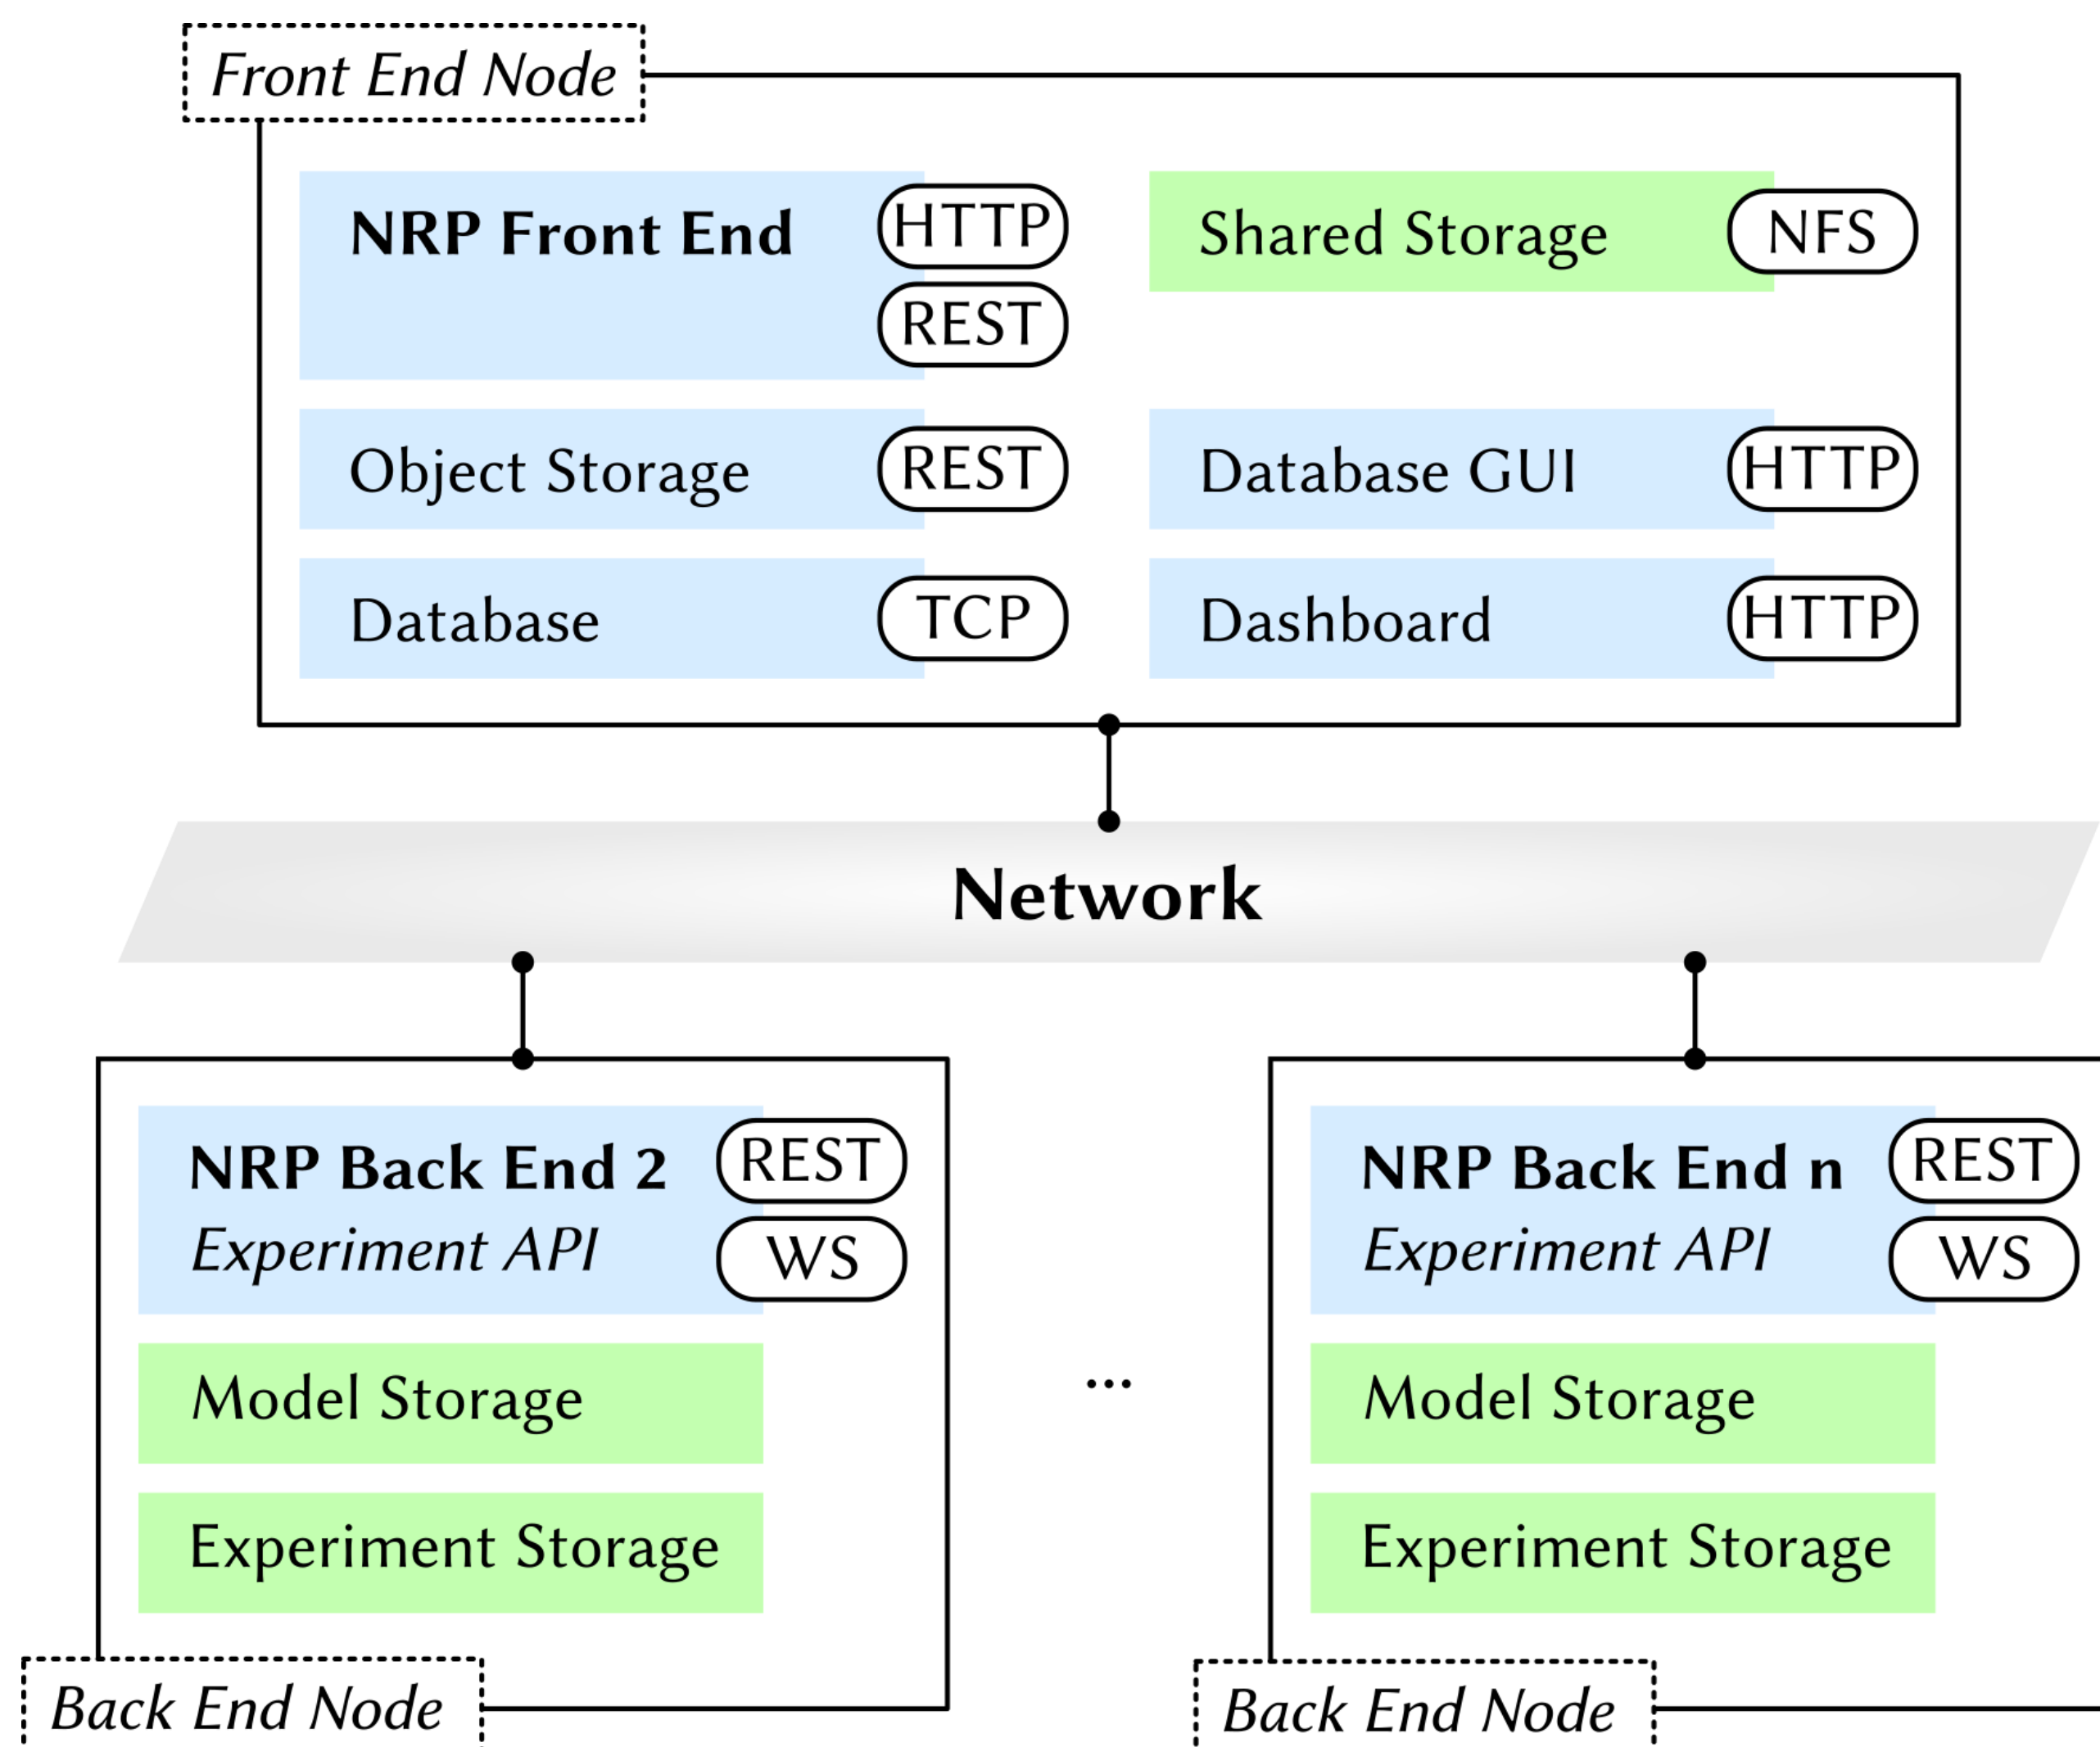 Front End Node
NRP Front End
HTTP
REST
Shared Storage
NFS
Object Storage
REST
Database GUI
HTTP
Database
TCP
Dashboard
HTTP
Network
NRP Back End 2
REST
Experiment API
WS
Model Storage
Experiment Storage
Back End Node
...
NRP Back End n
REST
Experiment API
WS
Model Storage
Experiment Storage
Back End Node